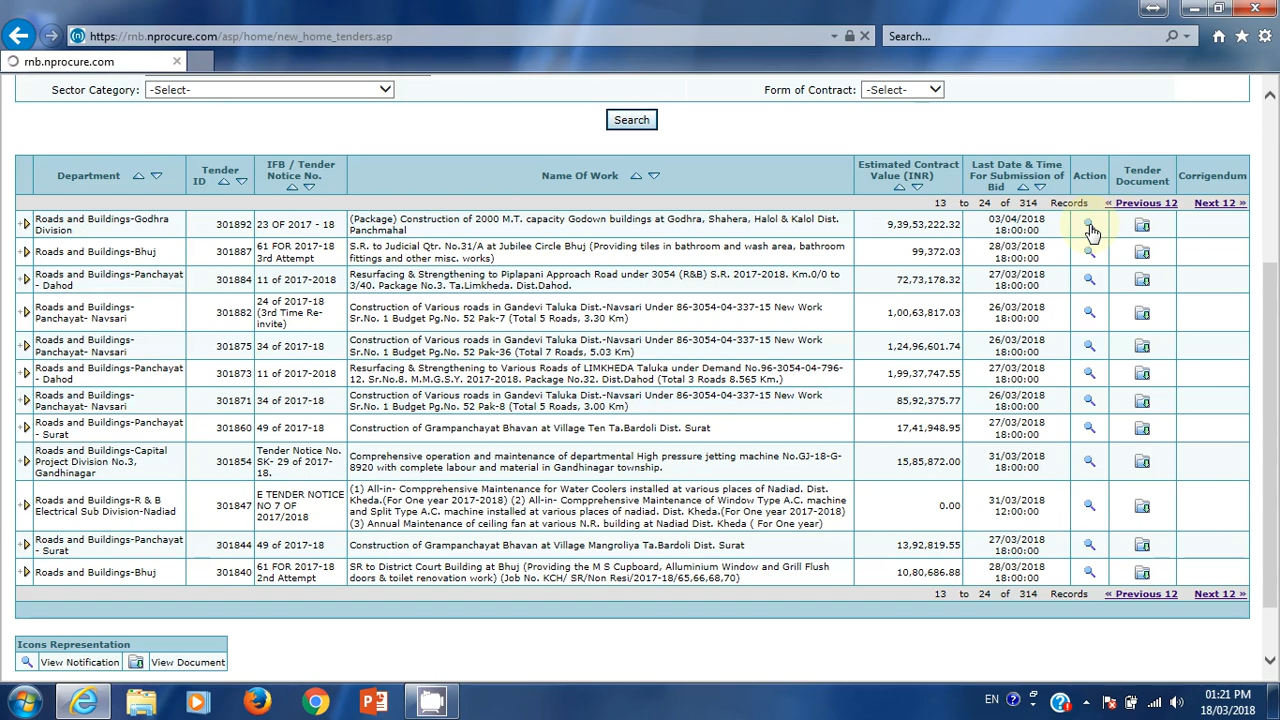 https://rnb.nprocure.com/asp/home/new_home_tenders.asp
Search...
rnb.nprocure.com
Sector Category: -Select- Form of Contract: -Select-
Search
Department Tender ID IFB / Tender Notice No. Name Of Work Estimated Contract Value (INR) Last Date & Time For Submission of Bid Action Tender Document Corrigendum
13 to 24 of 314 Records « Previous 12 Next 12 »
Roads and Buildings-Godhra Division 301892 23 OF 2017 - 18 (Package) Construction of 2000 M.T. capacity Godown buildings at Godhra, Shahera, Halol & Kalol Dist. Panchmahal 9,39,53,222.32 03/04/2018 18:00:00
Roads and Buildings-Bhuj 301887 61 FOR 2017-18 3rd Attempt S.R. to Judicial Qtr. No.31/A at Jubilee Circle Bhuj (Providing tiles in bathroom and wash area, bathroom fittings and other misc. works) 99,372.03 28/03/2018 18:00:00
Roads and Buildings-Panchayat - Dahod 301884 11 of 2017-2018 Resurfacing & Strengthening to Piplapani Approach Road under 3054 (R&B) S.R. 2017-2018. Km.0/0 to 3/40. Package No.3. Ta.Limkheda. Dist.Dahod. 72,73,178.32 27/03/2018 18:00:00
Roads and Buildings-Panchayat- Navsari 301882 24 of 2017-18 (3rd Time Re-invite) Construction of Various roads in Gandevi Taluka Dist.-Navsari Under 86-3054-04-337-15 New Work Sr.No. 1 Budget Pg.No. 52 Pak-7 (Total 5 Roads, 3.30 Km) 1,00,63,817.03 26/03/2018 18:00:00
Roads and Buildings-Panchayat- Navsari 301875 34 of 2017-18 Construction of Various roads in Gandevi Taluka Dist.-Navsari Under 86-3054-04-337-15 New Work Sr.No. 1 Budget Pg.No. 52 Pak-36 (Total 7 Roads, 5.03 Km) 1,24,96,601.74 26/03/2018 18:00:00
Roads and Buildings-Panchayat - Dahod 301873 11 of 2017-2018 Resurfacing & Strengthening to Various Roads of LIMKHEDA Taluka under Demand No.96-3054-04-796-12. Sr.No.8. M.M.G.S.Y. 2017-2018. Package No.32. Dist.Dahod (Total 3 Roads 8.565 Km.) 1,99,37,747.55 27/03/2018 18:00:00
Roads and Buildings-Panchayat- Navsari 301871 34 of 2017-18 Construction of Various roads in Gandevi Taluka Dist.-Navsari Under 86-3054-04-337-15 New Work Sr.No. 1 Budget Pg.No. 52 Pak-8 (Total 5 Roads, 3.00 Km) 85,92,375.77 26/03/2018 18:00:00
Roads and Buildings-Panchayat - Surat 301860 49 of 2017-18 Construction of Grampanchayat Bhavan at Village Ten Ta.Bardoli Dist. Surat 17,41,948.95 27/03/2018 18:00:00
Roads and Buildings-Capital Project Division No.3, Gandhinagar 301854 Tender Notice No. SK- 29 of 2017-18. Comprehensive operation and maintenance of departmental High pressure jetting machine No.GJ-18-G-8920 with complete labour and material in Gandhinagar township. 15,85,872.00 31/03/2018 18:00:00
Roads and Buildings-R & B Electrical Sub Division-Nadiad 301847 E TENDER NOTICE NO 7 OF 2017/2018 (1) All-in- Compprehensive Maintenance for Water Coolers installed at various places of Nadiad. Dist. Kheda.(For One year 2017-2018) (2) All-in- Compprehensive Maintenance of Window Type A.C. machine and Split Type A.C. machine installed at various places of nadiad. Dist. Kheda.(For One year 2017-2018) (3) Annual Maintenance of ceiling fan at various N.R. building at Nadiad Dist. Kheda ( For One year) 0.00 31/03/2018 12:00:00
Roads and Buildings-Panchayat - Surat 301844 49 of 2017-18 Construction of Grampanchayat Bhavan at Village Mangroliya Ta.Bardoli Dist. Surat 13,92,819.55 27/03/2018 18:00:00
Roads and Buildings-Bhuj 301840 61 FOR 2017-18 2nd Attempt SR to District Court Building at Bhuj (Providing the M S Cupboard, Alluminium Window and Grill Flush doors & toilet renovation work) (Job No. KCH/ SR/Non Resi/2017-18/65,66,68,70) 10,80,686.88 28/03/2018 18:00:00
13 to 24 of 314 Records « Previous 12 Next 12 »
Icons Representation
View Notification View Document
EN 01:21 PM
18/03/2018